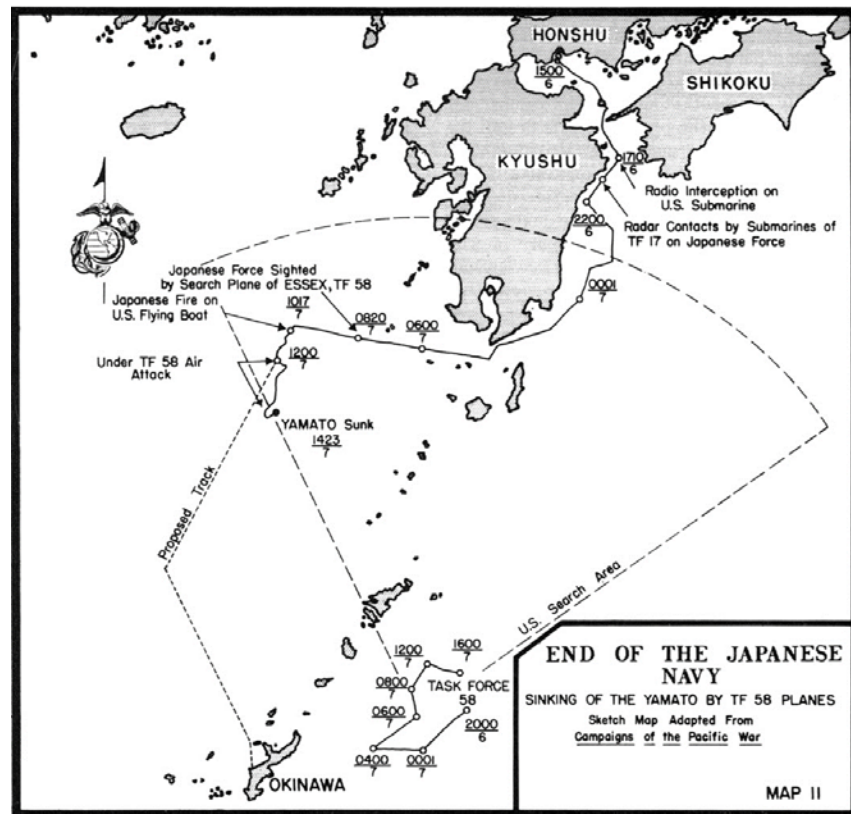 HONSHU
1500
6
SHIKOKU
KYUSHU
1710
6
Radio Interception on
U.S. Submarine
2200
6
Radar Contacts by Submarines of
TF 17 on Japanese Force
Japanese Force Sighted
by Search Plane of ESSEX, TF 58
Japanese Fire on
U.S. Flying Boat
1017
7
0820
7
0600
7
0001
7
Under TF 58 Air
Attack
1200
7
YAMATO Sunk
1423
7
Proposed Track
U.S. Search Area
1200
7
1600
7
0800
7
TASK FORCE
58
0600
7
2000
6
0400
7
0001
7
OKINAWA
END OF THE JAPANESE
NAVY
SINKING OF THE YAMATO BY TF 58 PLANES
Sketch Map Adapted From
Campaigns of the Pacific War
MAP II